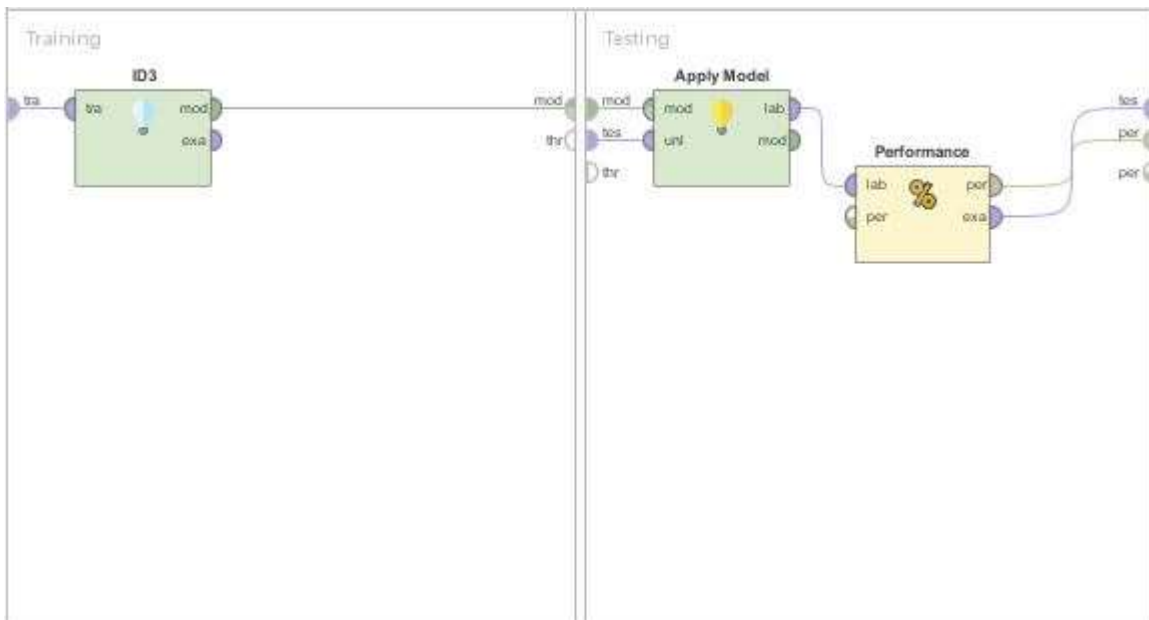 Training
ID3
tra
tra
mod
exa
mod
thr
Testing
Apply Model
mod
tes
thr
mod
unl
lab
mod
Performance
lab
per
per
exa
tes
per
per